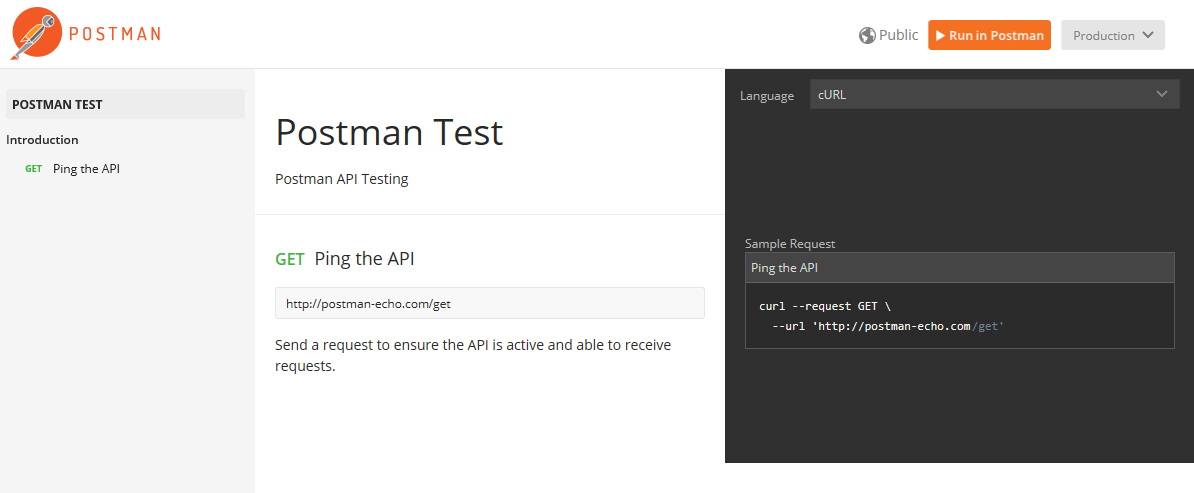 POSTMAN
Public
Run in Postman
Production
POSTMAN TEST
Introduction
GET Ping the API
Postman Test
Postman API Testing
GET Ping the API
http://postman-echo.com/get
Send a request to ensure the API is active and able to receive
requests.
Language
cURL
Sample Request
Ping the API
curl --request GET \
--url 'http://postman-echo.com/get'